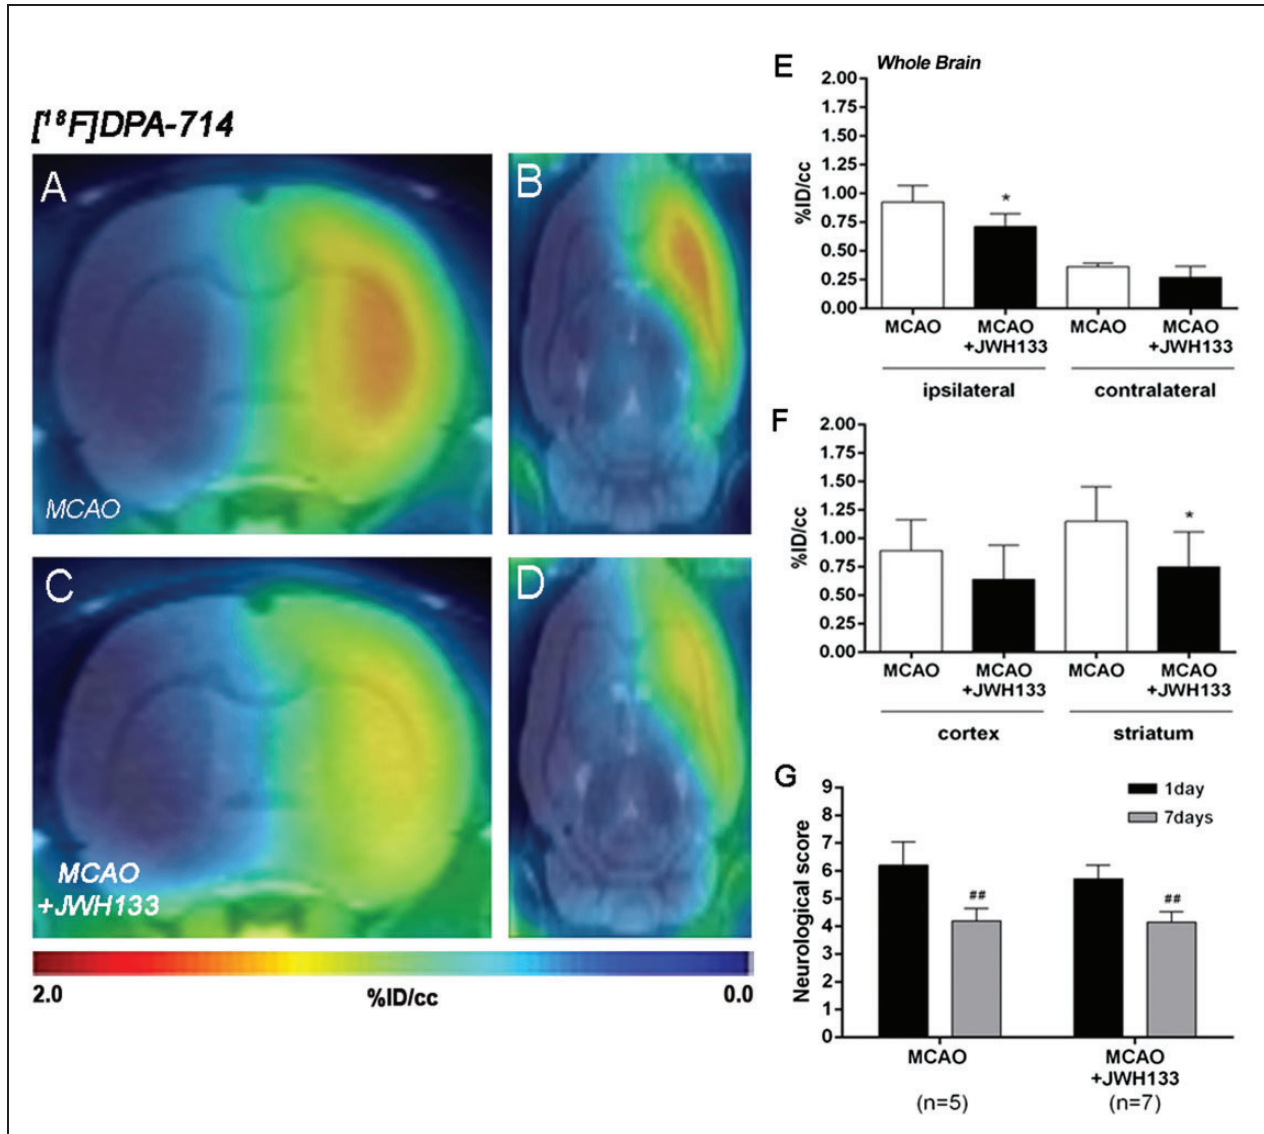 [¹⁸F]DPA-714
A
B
MCAO
C
D
MCAO
+JWH133
2.0
%ID/cc
0.0
E
Whole Brain
2.00
1.75
1.50
1.25
1.00
0.75
0.50
0.25
0.00
%ID/cc
*
MCAO
MCAO
+JWH133
MCAO
MCAO
+JWH133
ipsilateral
contralateral
F
2.00
1.75
1.50
1.25
1.00
0.75
0.50
0.25
0.00
%ID/cc
*
MCAO
MCAO
+JWH133
MCAO
MCAO
+JWH133
cortex
striatum
G
9
8
7
6
5
4
3
2
1
0
Neurological score
1day
7days
##
##
MCAO
MCAO
+JWH133
(n=5)
(n=7)